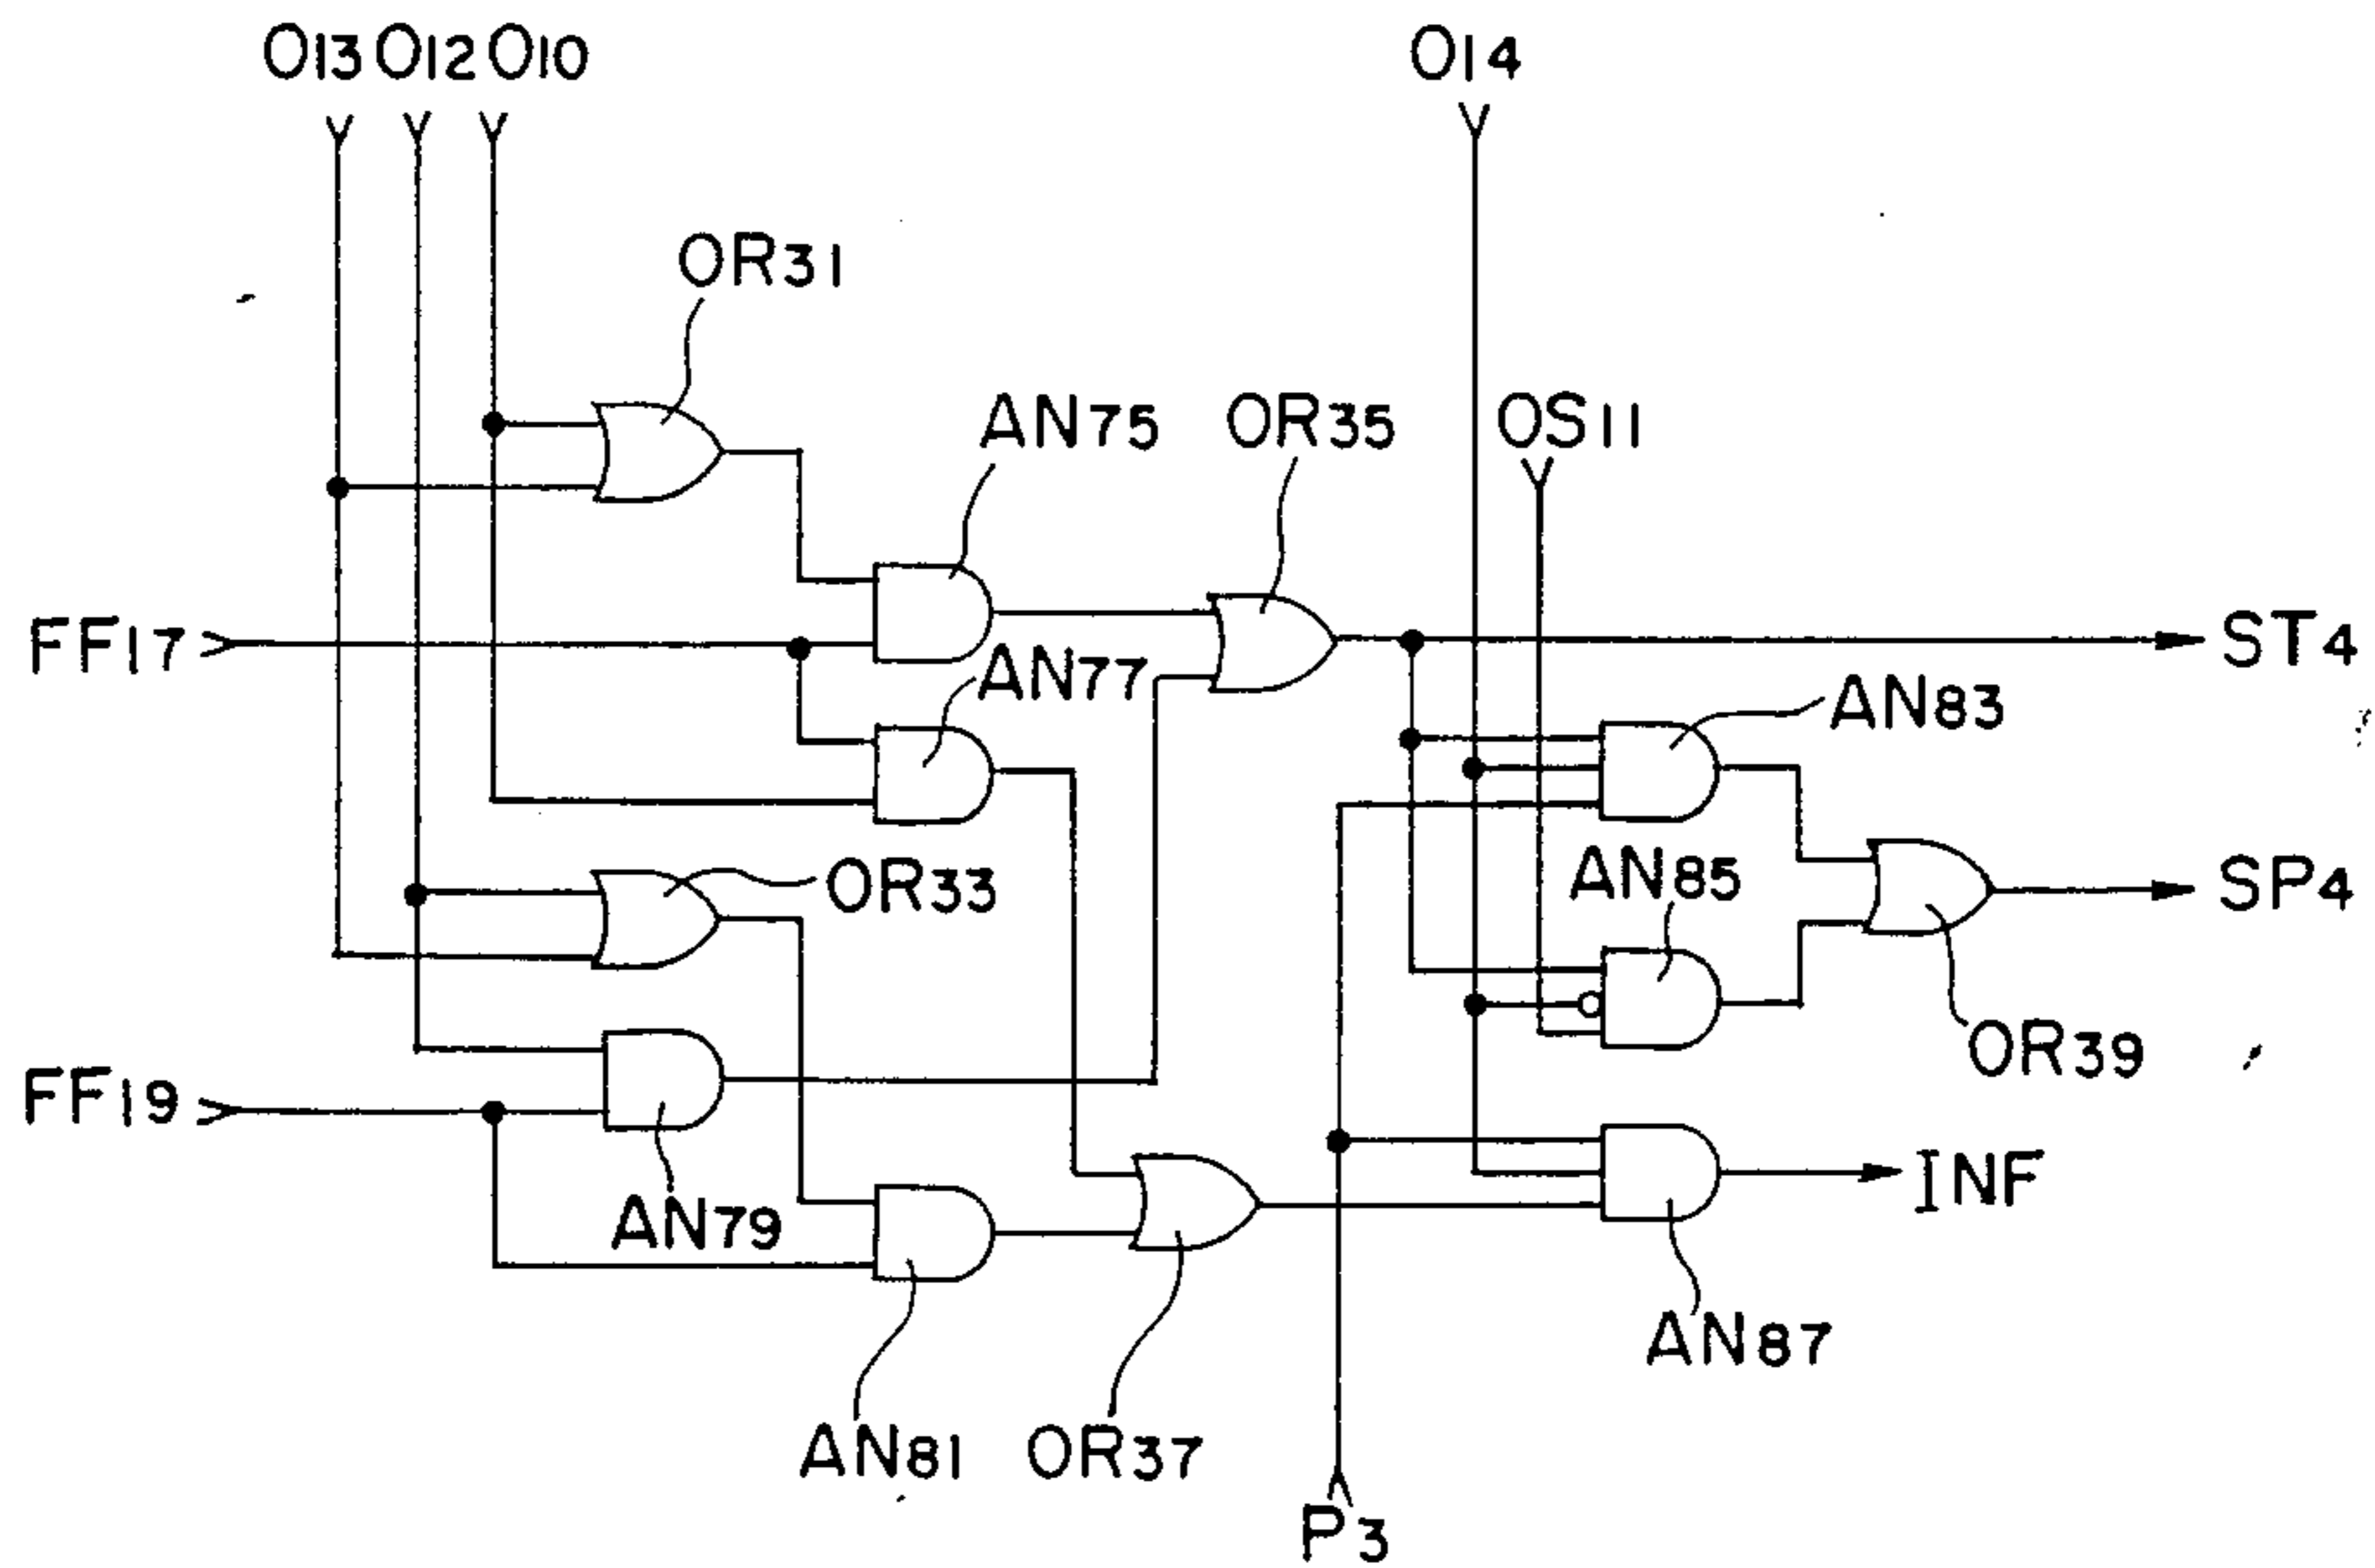 O13 O12 O10
O14
OR31
AN75
OR35
OS11
FF17
ST4
AN77
AN83
OR33
AN85
SP4
OR39
FF19
INF
AN79
AN87
AN81
OR37
P3